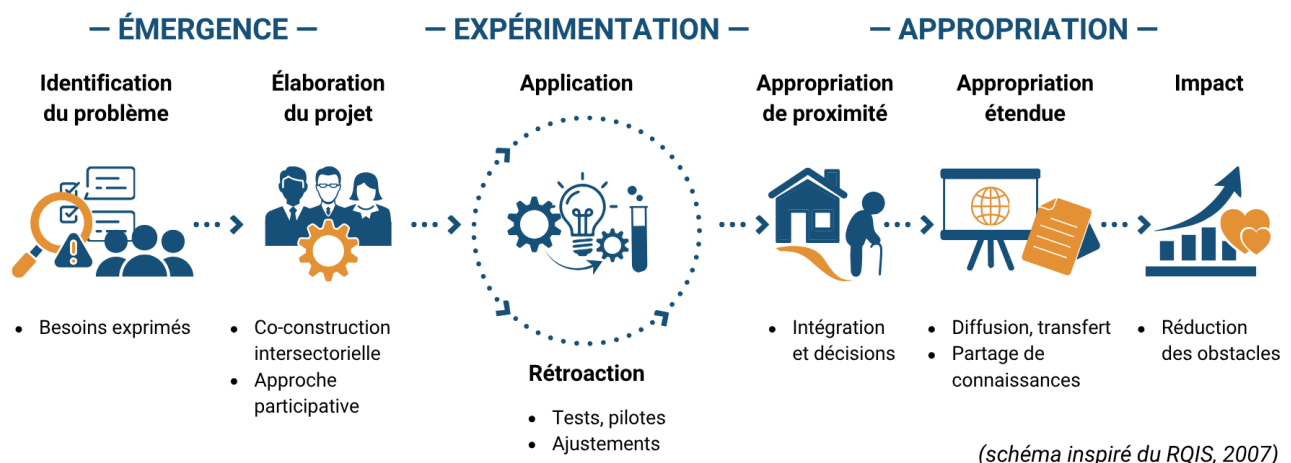 — ÉMERGENCE —
— EXPÉRIMENTATION —
— APPROPRIATION —
Identification
du problème
Élaboration
du projet
Application
Appropriation
de proximité
Appropriation
étendue
Impact
• Besoins exprimés
• Co-construction
intersectorielle
• Approche
participative
Rétroaction
• Tests, pilotes
• Ajustements
• Intégration
et décisions
• Diffusion, transfert
• Partage de
connaissances
• Réduction
des obstacles
(schéma inspiré du RQIS, 2007)